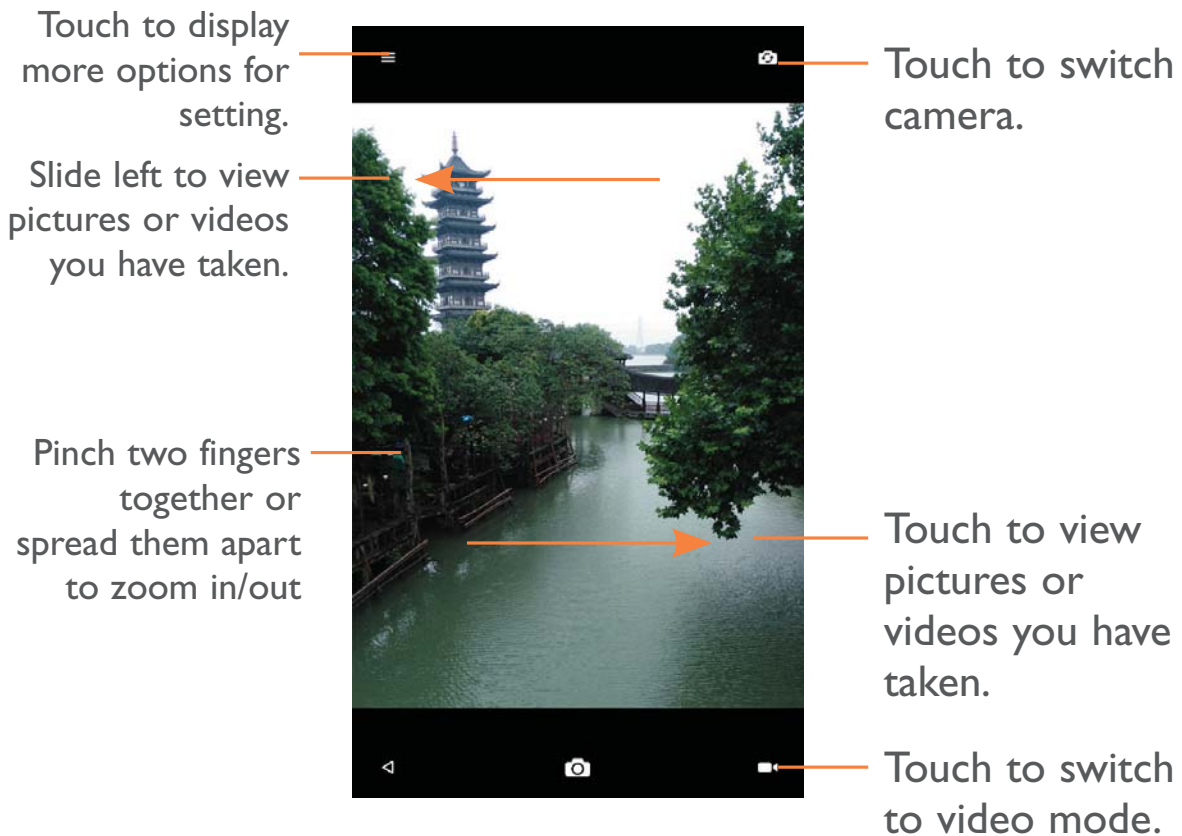 Touch to display
more options for
setting.
Slide left to view
pictures or videos
you have taken.
Pinch two fingers
together or
spread them apart
to zoom in/out
Touch to switch
camera.
Touch to view
pictures or
videos you have
taken.
Touch to switch
to video mode.